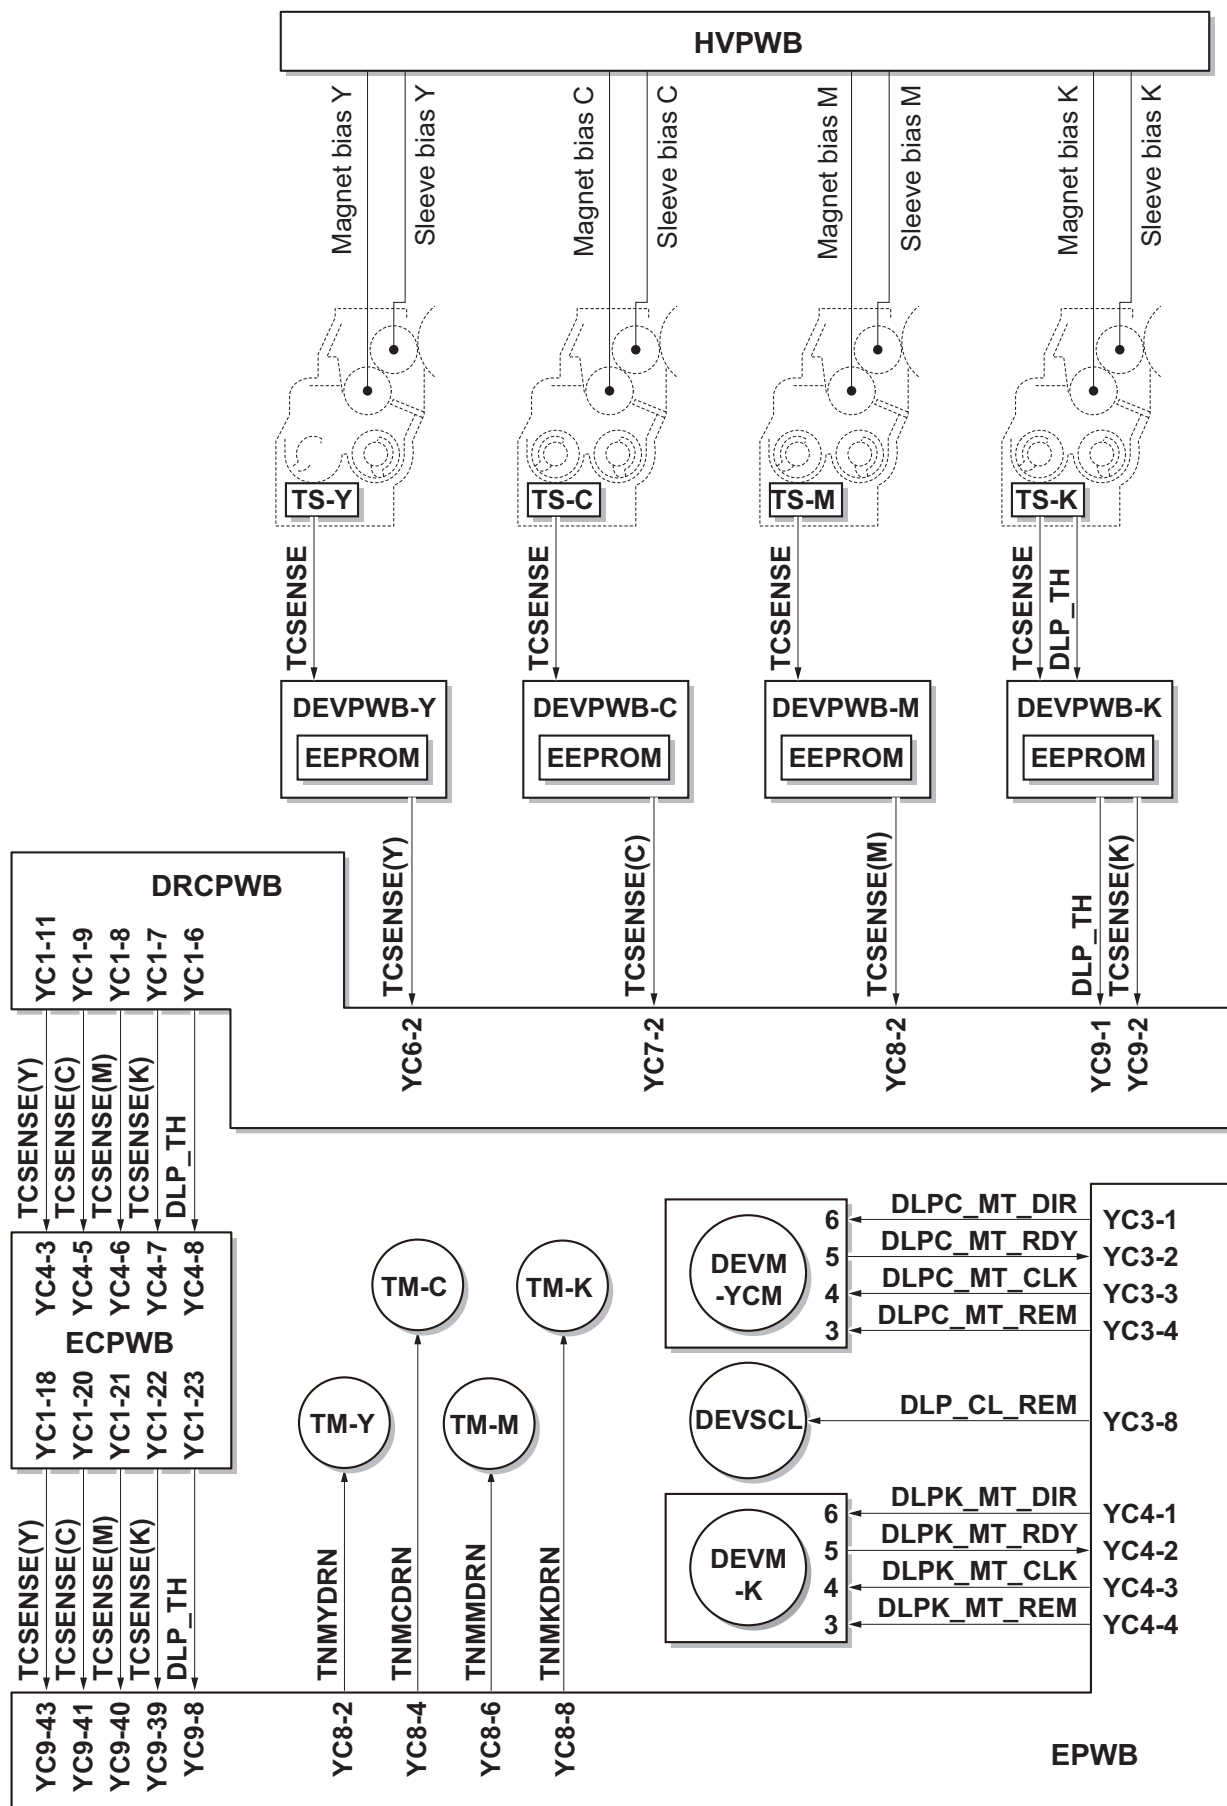 HVPWB
Magnet bias Y
Sleeve bias Y
Magnet bias C
Sleeve bias C
Magnet bias M
Sleeve bias M
Magnet bias K
Sleeve bias K
TS-Y
TS-C
TS-M
TS-K
TCSENSE
TCSENSE
TCSENSE
TCSENSE
DLP_TH
DEVPWB-Y
EEPROM
DEVPWB-C
EEPROM
DEVPWB-M
EEPROM
DEVPWB-K
EEPROM
TCSENSE(Y)
TCSENSE(C)
TCSENSE(M)
DLP_TH
TCSENSE(K)
DRCPWB
YC1-11
YC1-9
YC1-8
YC1-7
YC1-6
YC6-2
YC7-2
YC8-2
YC9-1
YC9-2
TCSENSE(Y)
TCSENSE(C)
TCSENSE(M)
TCSENSE(K)
DLP_TH
YC4-3
YC4-5
YC4-6
YC4-7
YC4-8
ECPWB
YC1-18
YC1-20
YC1-21
YC1-22
YC1-23
TCSENSE(Y)
TCSENSE(C)
TCSENSE(M)
TCSENSE(K)
DLP_TH
YC9-43
YC9-41
YC9-40
YC9-39
YC9-8
TM-C
TM-K
TM-Y
TM-M
TNMYDRN
TNMCDRN
TNMMDRN
TNMKDRN
YC8-2
YC8-4
YC8-6
YC8-8
DEVM
-YCM
6 DLPC_MT_DIR YC3-1
5 DLPC_MT_RDY YC3-2
4 DLPC_MT_CLK YC3-3
3 DLPC_MT_REM YC3-4
DEVSCL DLP_CL_REM YC3-8
DEVM
-K
6 DLPK_MT_DIR YC4-1
5 DLPK_MT_RDY YC4-2
4 DLPK_MT_CLK YC4-3
3 DLPK_MT_REM YC4-4
EPWB